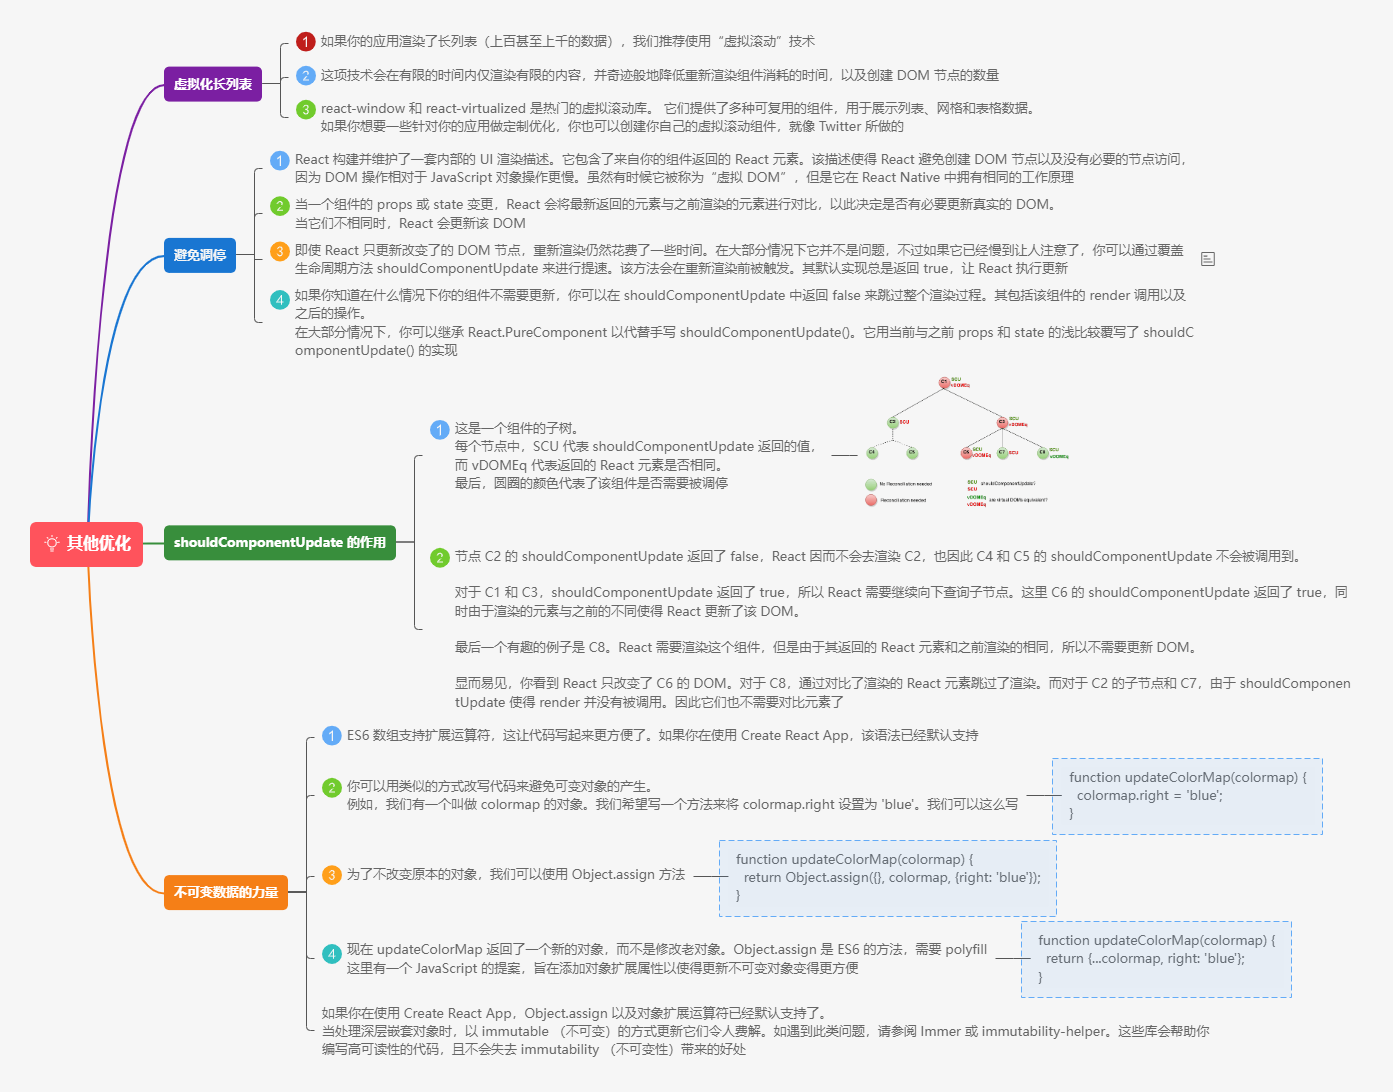 其他优化
虚拟化长列表
1 如果你的应用渲染了长列表（上百甚至上千的数据），我们推荐使用“虚拟滚动”技术
2 这项技术会在有限的时间内仅渲染有限的内容，并奇迹般地降低重新渲染组件消耗的时间，以及创建 DOM 节点的数量
3 react-window 和 react-virtualized 是热门的虚拟滚动库。 它们提供了多种可复用的组件，用于展示列表、网格和表格数据。
如果你想要一些针对你的应用做定制优化，你也可以创建你自己的虚拟滚动组件，就像 Twitter 所做的
避免调停
1 React 构建并维护了一套内部的 UI 渲染描述。它包含了来自你的组件返回的 React 元素。该描述使得 React 避免创建 DOM 节点以及没有必要的节点访问，
因为 DOM 操作相对于 JavaScript 对象操作更慢。虽然有时候它被称为“虚拟 DOM”，但是它在 React Native 中拥有相同的工作原理
2 当一个组件的 props 或 state 变更，React 会将最新返回的元素与之前渲染的元素进行对比，以此决定是否有必要更新真实的 DOM。
当它们不相同时，React 会更新该 DOM
3 即使 React 只更新改变了的 DOM 节点，重新渲染仍然花费了一些时间。在大部分情况下它并不是问题，不过如果它已经慢到让人注意了，你可以通过覆盖
生命周期方法 shouldComponentUpdate 来进行提速。该方法会在重新渲染前被触发。其默认实现总是返回 true，让 React 执行更新
4 如果你知道在什么情况下你的组件不需要更新，你可以在 shouldComponentUpdate 中返回 false 来跳过整个渲染过程。其包括该组件的 render 调用以及
之后的操作。
在大部分情况下，你可以继承 React.PureComponent 以代替手写 shouldComponentUpdate()。它用当前与之前 props 和 state 的浅比较覆写了 shouldC
omponentUpdate() 的实现
shouldComponentUpdate 的作用
1 这是一个组件的子树。
每个节点中，SCU 代表 shouldComponentUpdate 返回的值，
而 vDOMEq 代表返回的 React 元素是否相同。
最后，圆圈的颜色代表了该组件是否需要被调停
C1 SCU
vDOMEq
C2 SCU
C3 SCU
vDOMEq
C4
C5
C6 SCU
vDOMEq
C7 SCU
C8 SCU
vDOMEq
No Reconciliation needed
Reconciliation needed
SCU
SCU
shouldComponentUpdate()
vDOMEq
vDOMEq
are virtual DOMs equivalent?
2 节点 C2 的 shouldComponentUpdate 返回了 false，React 因而不会去渲染 C2，也因此 C4 和 C5 的 shouldComponentUpdate 不会被调用到。
对于 C1 和 C3，shouldComponentUpdate 返回了 true，所以 React 需要继续向下查询子节点。这里 C6 的 shouldComponentUpdate 返回了 true，同
时由于渲染的元素与之前的不同使得 React 更新了该 DOM。
最后一个有趣的例子是 C8。React 需要渲染这个组件，但是由于其返回的 React 元素和之前渲染的相同，所以不需要更新 DOM。
显而易见，你看到 React 只改变了 C6 的 DOM。对于 C8，通过对比了渲染的 React 元素跳过了渲染。而对于 C2 的子节点和 C7，由于 shouldComponen
tUpdate 使得 render 并没有被调用。因此它们也不需要对比元素了
不可变数据的力量
1 ES6 数组支持扩展运算符，这让代码写起来更方便了。如果你在使用 Create React App，该语法已经默认支持
2 你可以用类似的方式改写代码来避免可变对象的产生。
例如，我们有一个叫做 colormap 的对象。我们希望写一个方法来将 colormap.right 设置为 'blue'。我们可以这么写
function updateColorMap(colormap) {
colormap.right = 'blue';
}
3 为了不改变原本的对象，我们可以使用 Object.assign 方法
function updateColorMap(colormap) {
return Object.assign({}, colormap, {right: 'blue'});
}
4 现在 updateColorMap 返回了一个新的对象，而不是修改老对象。Object.assign 是 ES6 的方法，需要 polyfill
这里有一个 JavaScript 的提案，旨在添加对象扩展属性以使得更新不可变对象变得更方便
function updateColorMap(colormap) {
return {...colormap, right: 'blue'};
}
如果你在使用 Create React App，Object.assign 以及对象扩展运算符已经默认支持了。
当处理深层嵌套对象时，以 immutable （不可变）的方式更新它们令人费解。如遇到此类问题，请参阅 Immer 或 immutability-helper。这些库会帮助你
编写高可读性的代码，且不会失去 immutability （不可变性）带来的好处